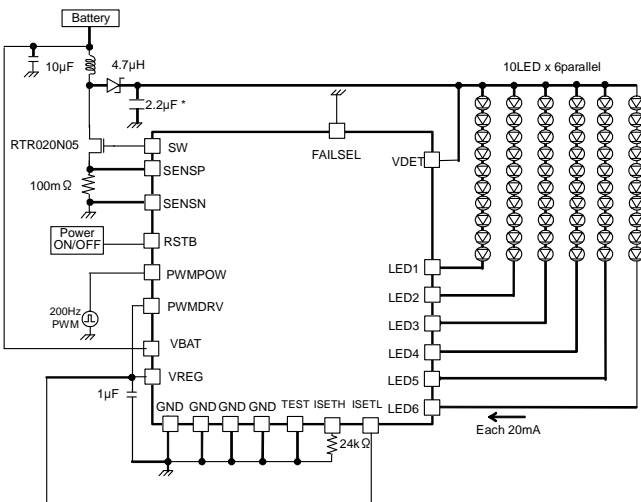 Battery
10μF
4.7μH
2.2μF *
10LED x 6parallel
RTR020N05
100mΩ
Power
ON/OFF
200Hz
PWM
1μF
SW
SENSP
SENSN
RSTB
PWMPOW
PWMDRV
VBAT
VREG
FAILSEL
VDET
LED1
LED2
LED3
LED4
LED5
LED6
GND GND GND GND TEST ISETH ISETL
24kΩ
Each 20mA